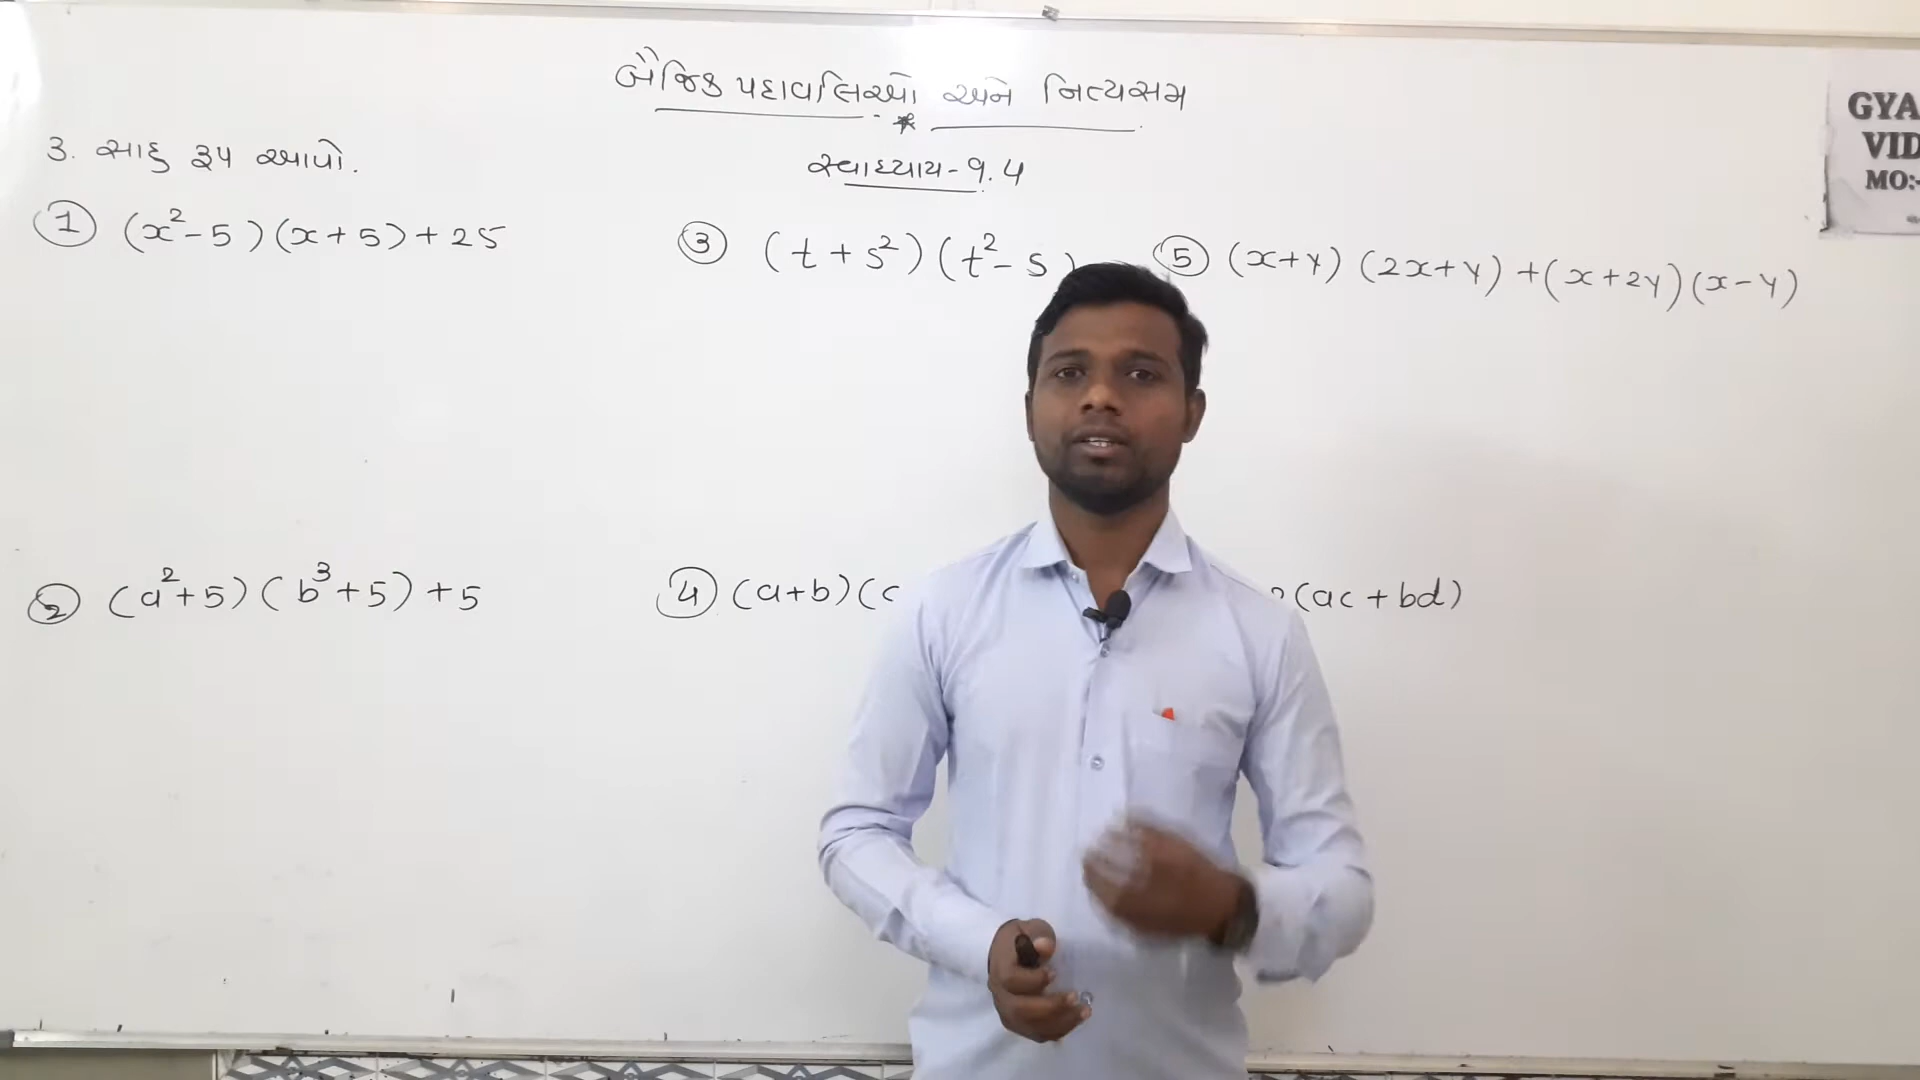 બૈજિક પદાવલિઓ અને નિત્યસમ
3. સાદુ રૂપ આપો.
સ્વાધ્યાય - ૧.4
① (x²-5)(x+5)+25
③ (t+s²)(t²-s)
⑤ (x+y)(2x+y)+(x+2y)(x-y)
② (a²+5)(b³+5)+5
④ (a+b)(c
(ac+bd)
GYA
VID
MO:-